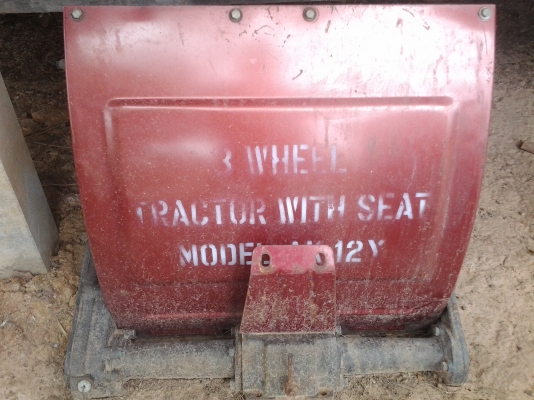 3 WHEEL
TRACTOR WITH SEAT
MODEL 12Y